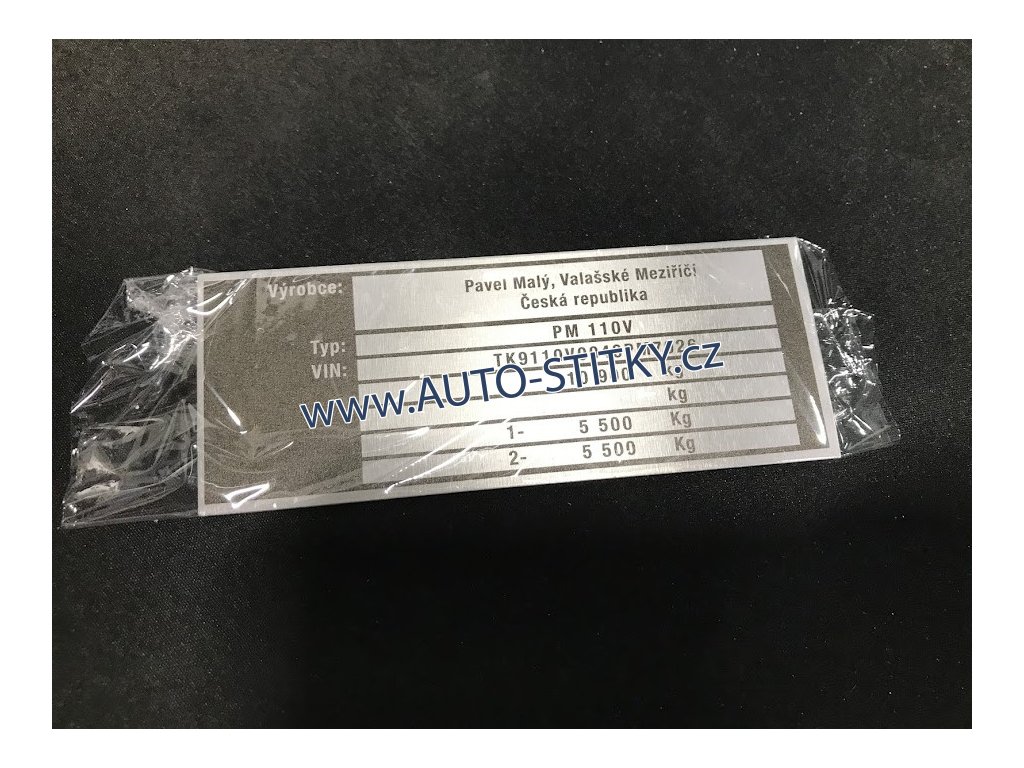 Výrobce: Pavel Malý, Valašské Meziříčí
Česká republika
Typ: PM 110V
VIN:
kg
www.AUTO-STITKY.cz
kg
1- 5 500 Kg
2- 5 500 Kg